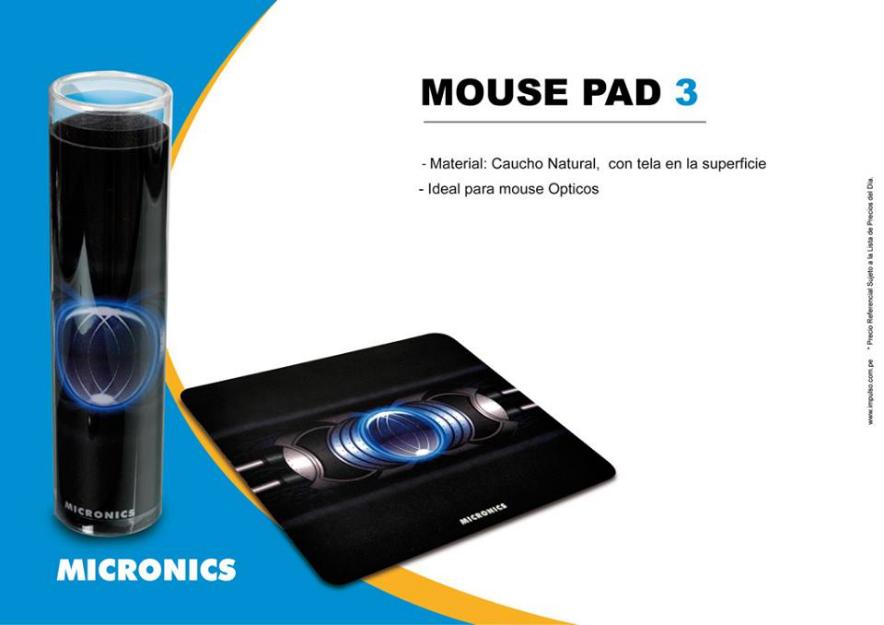 MOUSE PAD 3
- Material: Caucho Natural, con tela en la superficie
- Ideal para mouse Opticos
MICRONICS
MICRONICS
MICRONICS
www.impulso.com.pe * Precio Referencial Sujeto a la Lista de Precios del Dia.